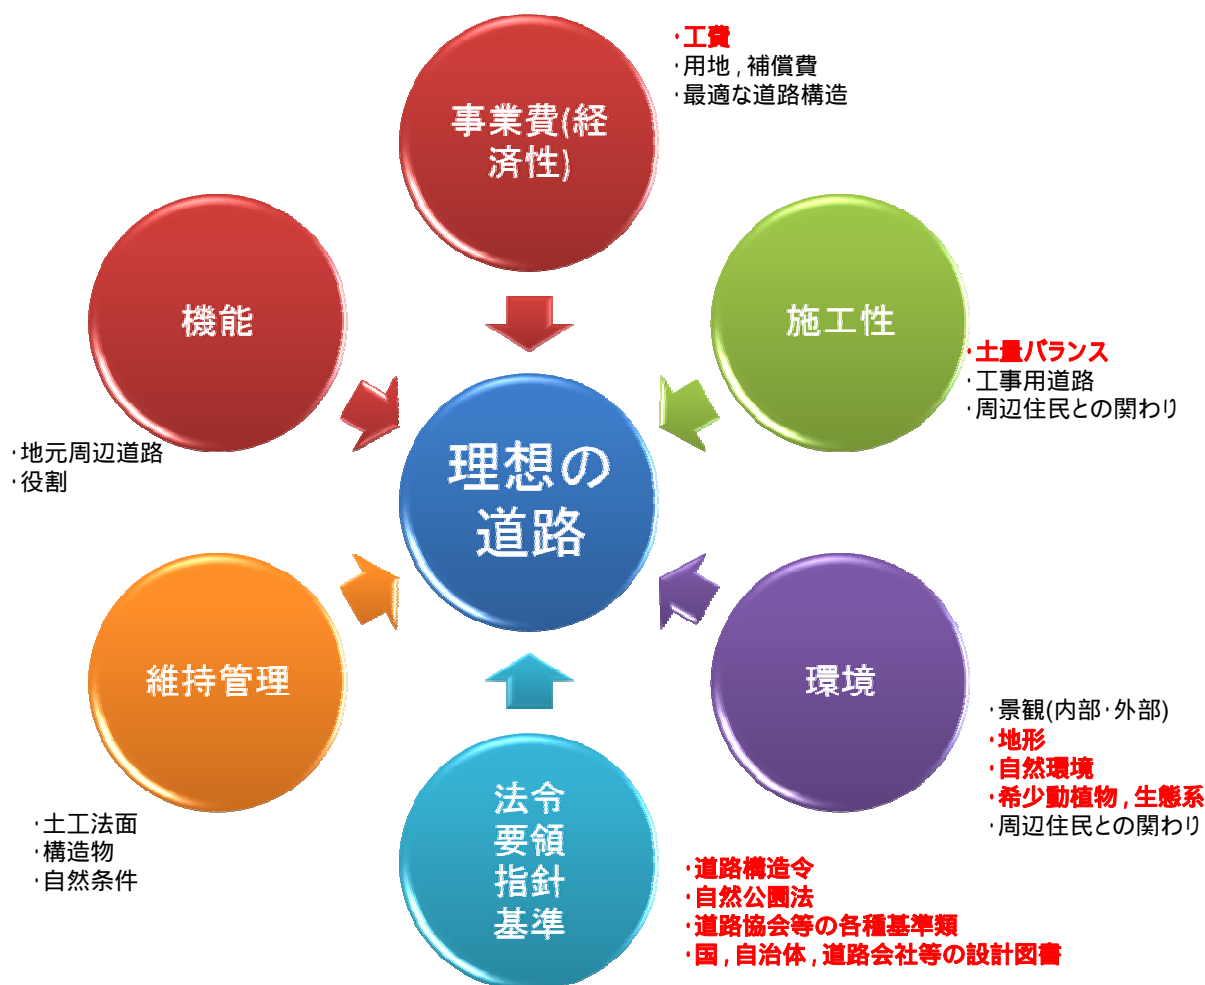 事業費(経
済性)
・工費
・用地,補償費
・最適な道路構造
機能
・地元周辺道路
・役割
施工性
・土量バランス
・工事用道路
・周辺住民との関わり
理想の
道路
維持管理
・土工法面
・構造物
・自然条件
環境
・景観(内部・外部)
・地形
・自然環境
・希少動植物,生態系
・周辺住民との関わり
法令
要領
指針
基準
・道路構造令
・自然公園法
・道路協会等の各種基準類
・国,自治体,道路会社等の設計図書